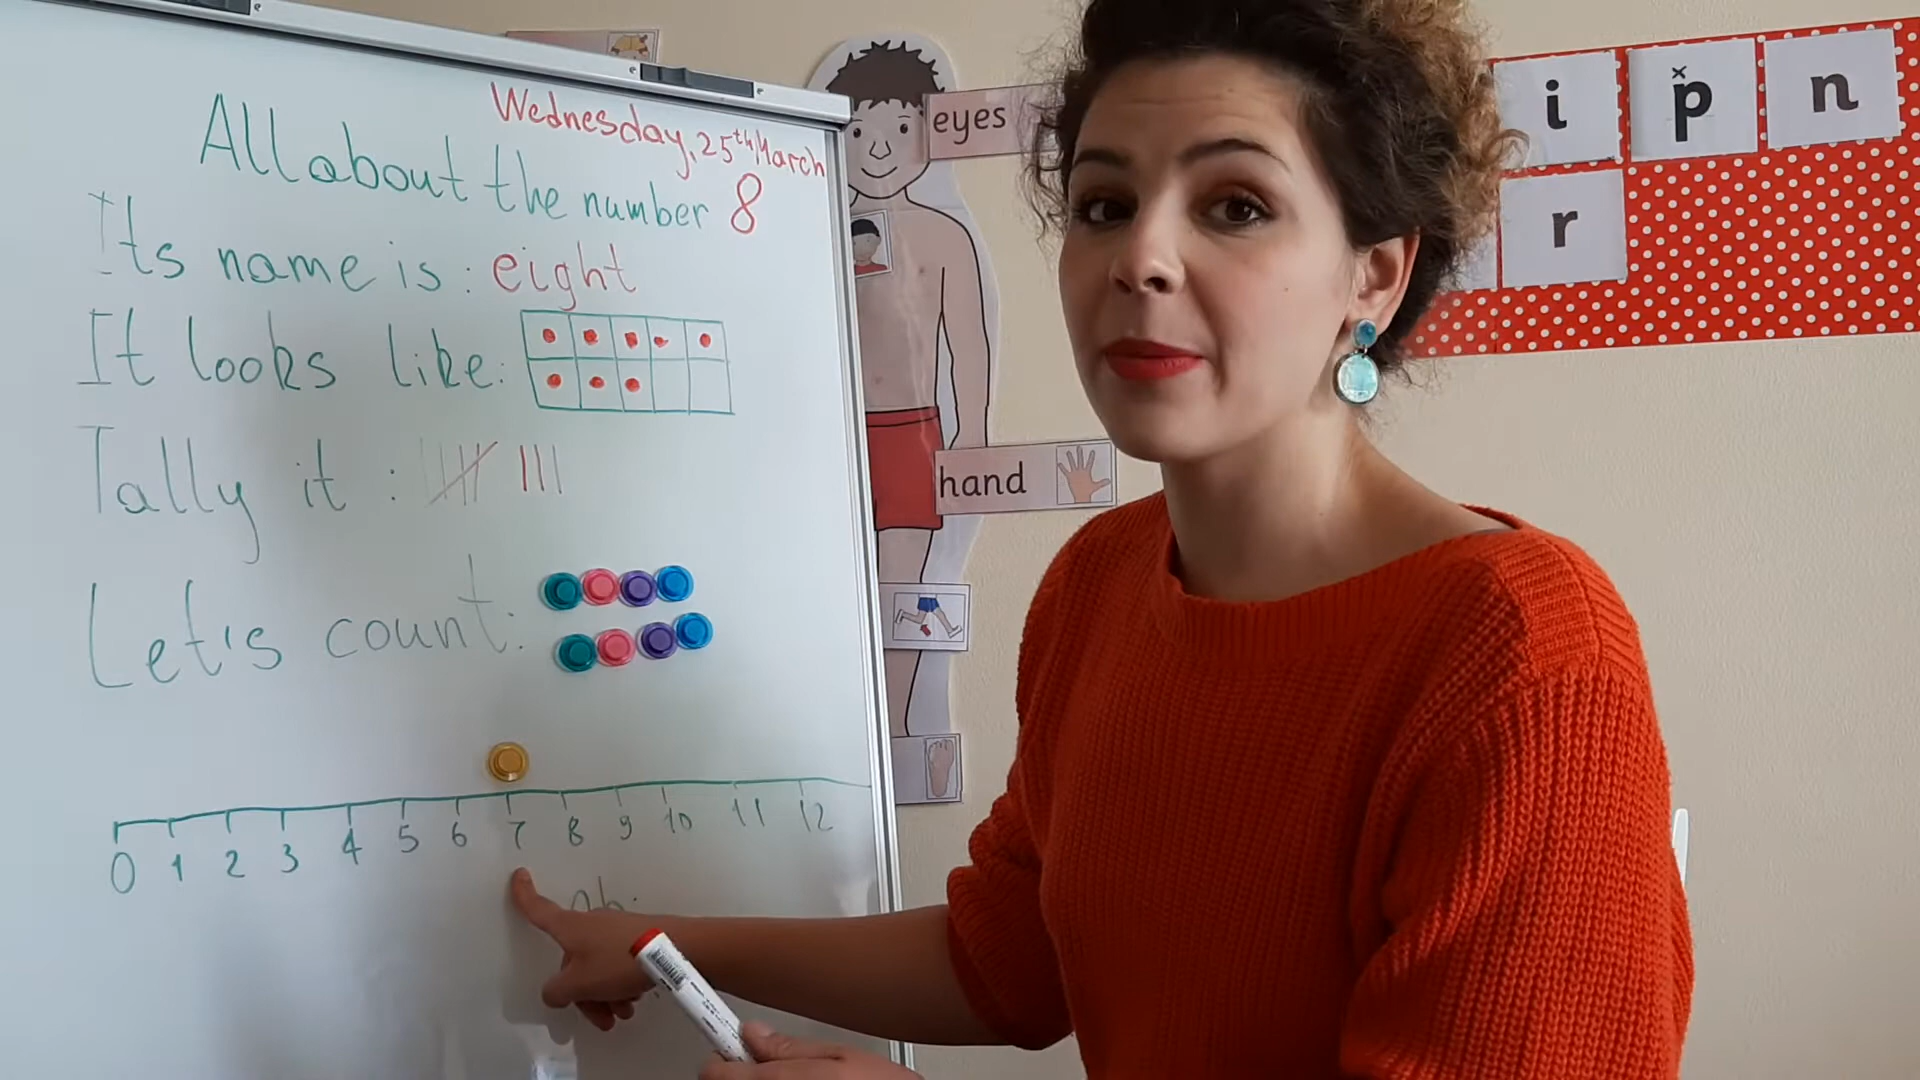 Wednesday, 25th March
All about the number 8
Its name is: eight
It looks like:
Tally it:
Let's count:
0 1 2 3 4 5 6 7 8 9 10 11 12
eyes
hand
i p n
r